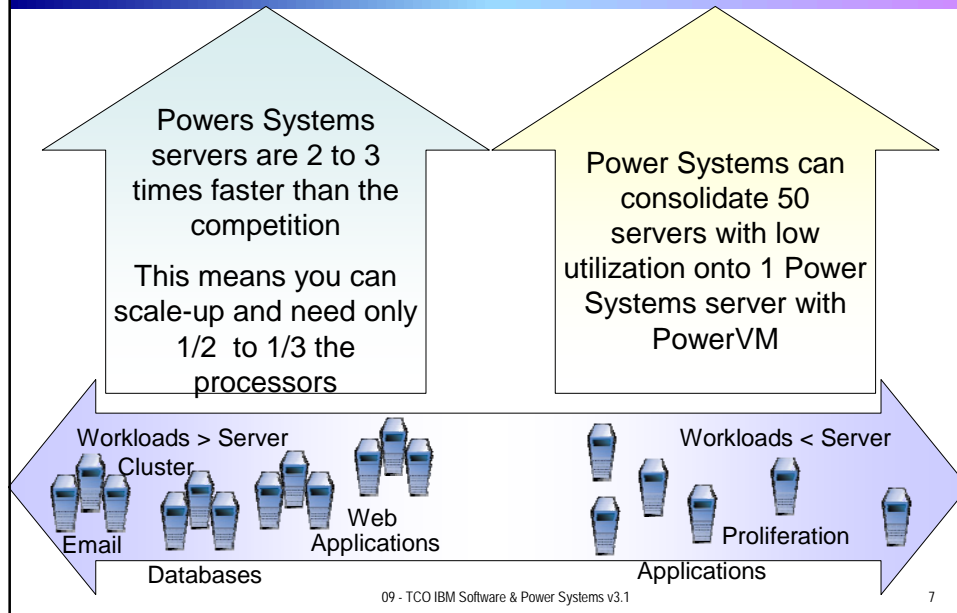 Powers Systems
servers are 2 to 3
times faster than the
competition
This means you can
scale-up and need only
1/2 to 1/3 the
processors
Power Systems can
consolidate 50
servers with low
utilization onto 1 Power
Systems server with
PowerVM
Workloads > Server
Cluster
Email
Databases
Web
Applications
Workloads < Server
Proliferation
Applications
09 - TCO IBM Software & Power Systems v3.1
7